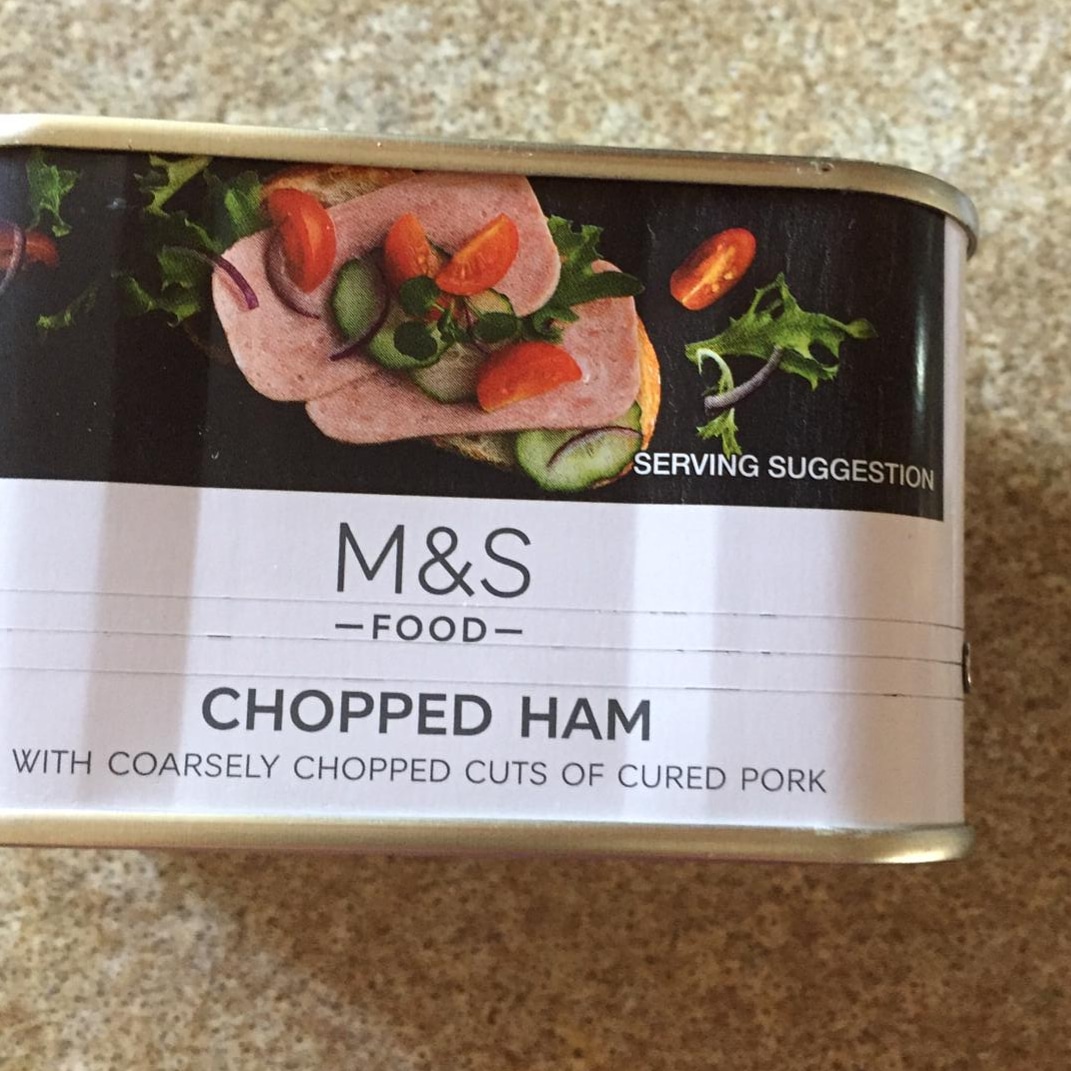 SERVING SUGGESTION
M&S
—FOOD—
CHOPPED HAM
WITH COARSELY CHOPPED CUTS OF CURED PORK